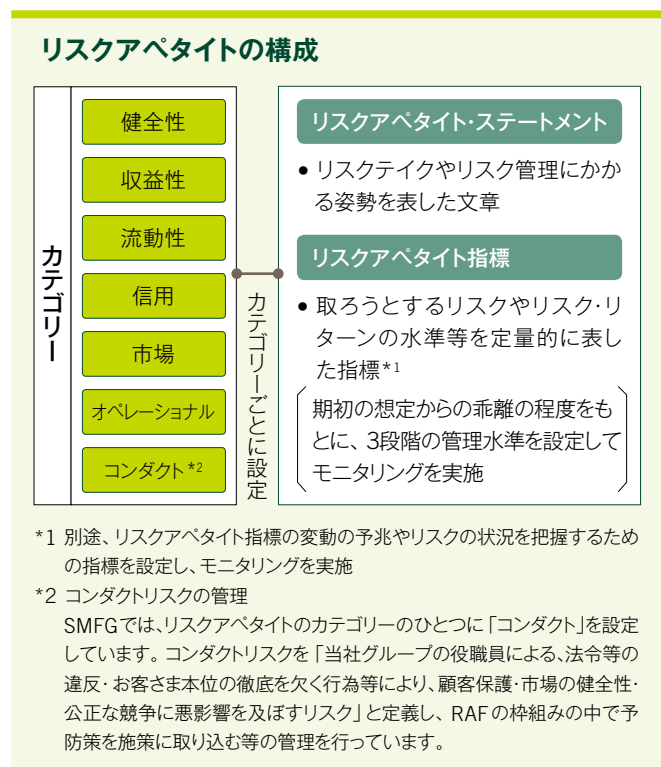 リスクアペタイトの構成
カテゴリー
健全性
収益性
流動性
信用
市場
オペレーショナル
コンダクト*2
カテゴリーごとに設定
リスクアペタイト・ステートメント
• リスクテイクやリスク管理にかか
る姿勢を表した文章
リスクアペタイト指標
• 取ろうとするリスクやリスク・リ
ターンの水準等を定量的に表し
た指標*1
期初の想定からの乖離の程度をも
とに、3段階の管理水準を設定して
モニタリングを実施
*1 別途、リスクアペタイト指標の変動の予兆やリスクの状況を把握するため
の指標を設定し、モニタリングを実施
*2 コンダクトリスクの管理
SMFGでは、リスクアペタイトのカテゴリーのひとつに「コンダクト」を設定
しています。コンダクトリスクを「当社グループの役職員による、法令等の
違反・お客さま本位の徹底を欠く行為等により、顧客保護・市場の健全性・
公正な競争に悪影響を及ぼすリスク」と定義し、RAFの枠組みの中で予
防策を施策に取り込む等の管理を行っています。